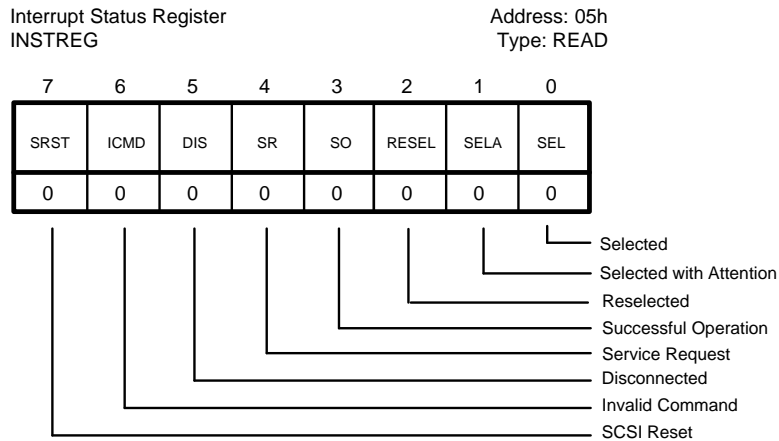 Interrupt Status Register Address: 05h
INSTREG Type: READ
7 6 5 4 3 2 1 0
SRST ICMD DIS SR SO RESEL SELA SEL
0 0 0 0 0 0 0 0
Selected
Selected with Attention
Reselected
Successful Operation
Service Request
Disconnected
Invalid Command
SCSI Reset